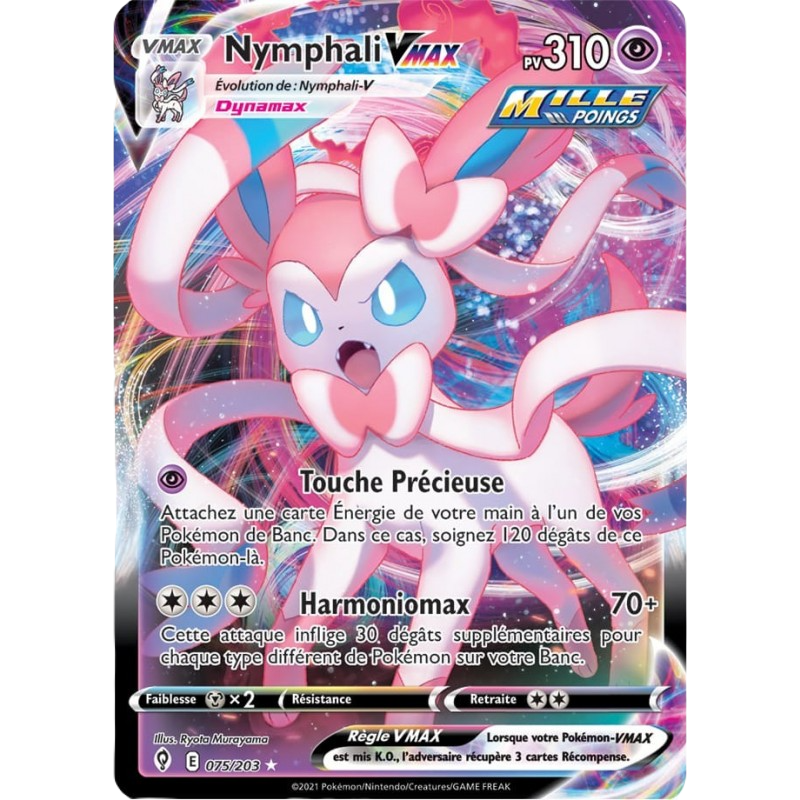 VMAX
Nymphali VMAX
PV 310
Évolution de : Nymphali-V
Dynamax
MILLE
POINGS
Touche Précieuse
Attachez une carte Énergie de votre main à l'un de vos
Pokémon de Banc. Dans ce cas, soignez 120 dégâts de ce
Pokémon-là.
Harmoniomax 70+
Cette attaque inflige 30 dégâts supplémentaires pour
chaque type différent de Pokémon sur votre Banc.
Faiblesse ×2 Résistance Retraite
Illus. Ryota Murayama
Règle VMAX Lorsque votre Pokémon-VMAX
est mis K.O., l'adversaire récupère 3 cartes Récompense.
E 075/203 ★
©2021 Pokémon/Nintendo/Creatures/GAME FREAK